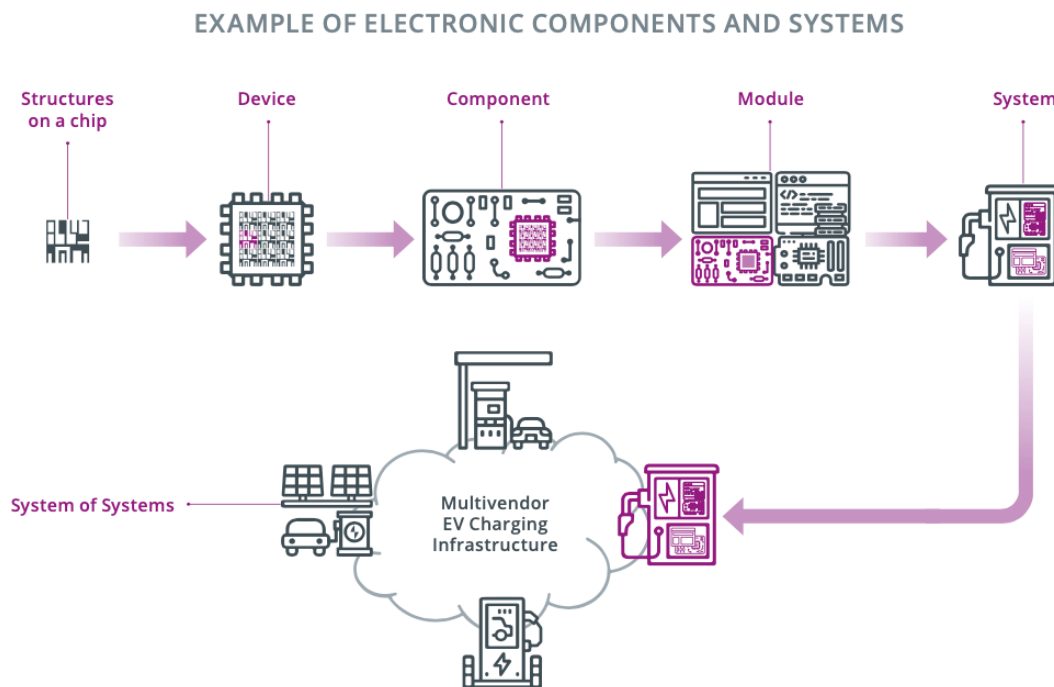 EXAMPLE OF ELECTRONIC COMPONENTS AND SYSTEMS
Structures
on a chip
Device
Component
Module
System
</>
System of Systems
Multivendor
EV Charging
Infrastructure